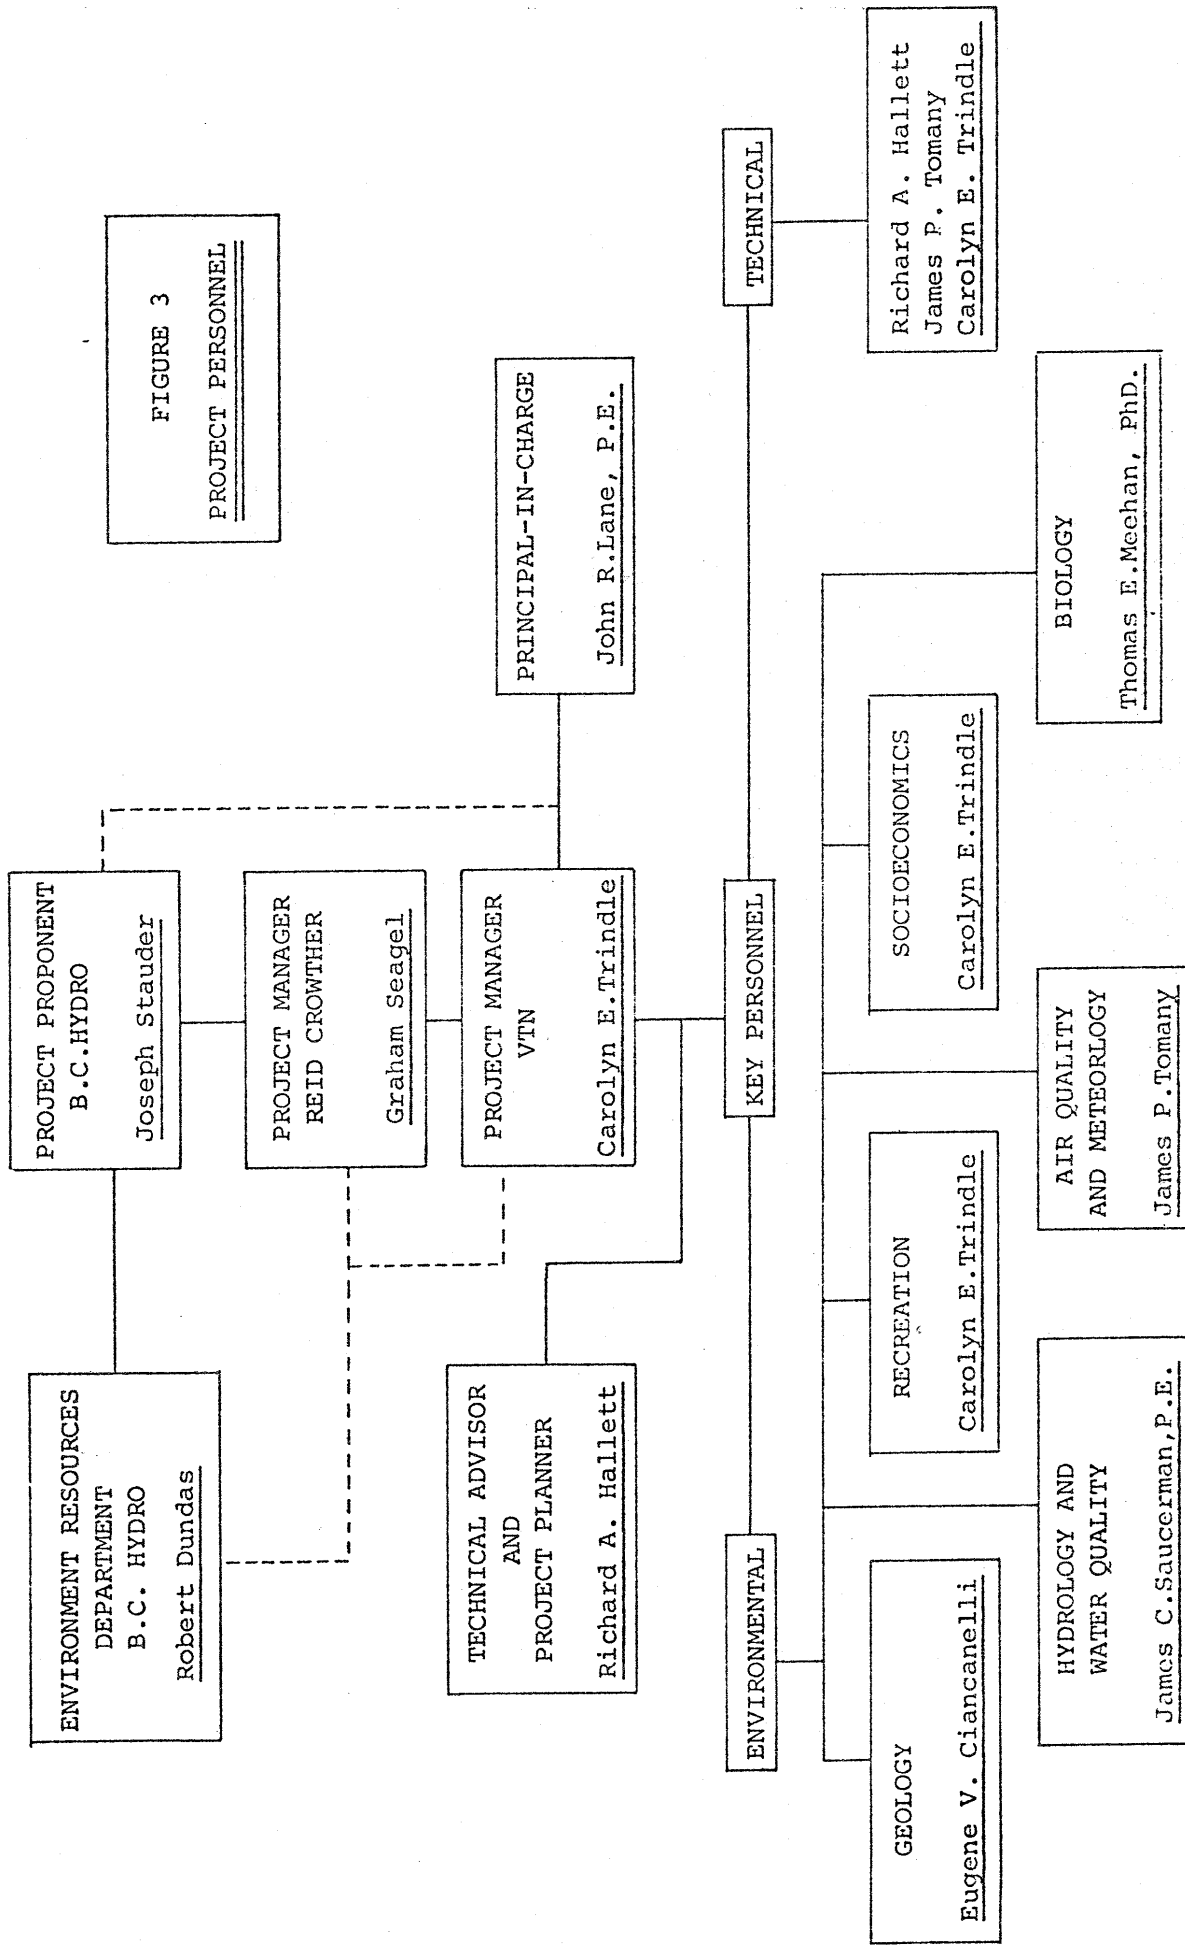 FIGURE 3
PROJECT PERSONNEL
PROJECT PROPONENT
B.C.HYDRO
Joseph Stauder
ENVIRONMENT RESOURCES
DEPARTMENT
B.C. HYDRO
Robert Dundas
PROJECT MANAGER
REID CROWTHER
Graham Seagel
PROJECT MANAGER
VTN
Carolyn E.Trindle
PRINCIPAL-IN-CHARGE
John R.Lane, P.E.
TECHNICAL ADVISOR
AND
PROJECT PLANNER
Richard A. Hallett
ENVIRONMENTAL
KEY PERSONNEL
TECHNICAL
GEOLOGY
Eugene V. Ciancanelli
RECREATION
Carolyn E.Trindle
SOCIOECONOMICS
Carolyn E.Trindle
Richard A. Hallett
James P. Tomany
Carolyn E. Trindle
HYDROLOGY AND
WATER QUALITY
James C.Saucerman,P.E.
AIR QUALITY
AND METEORLOGY
James P.Tomany
BIOLOGY
Thomas E.Meehan, PhD.